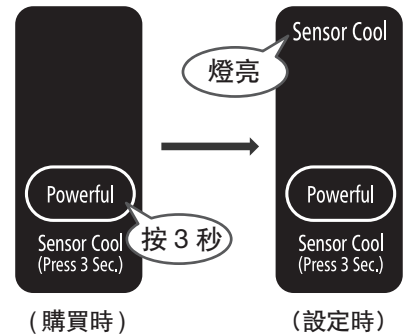 Powerful
Sensor Cool
(Press 3 Sec.)
按3秒
(購買時)
Sensor Cool
燈亮
Powerful
Sensor Cool
(Press 3 Sec.)
(設定時)